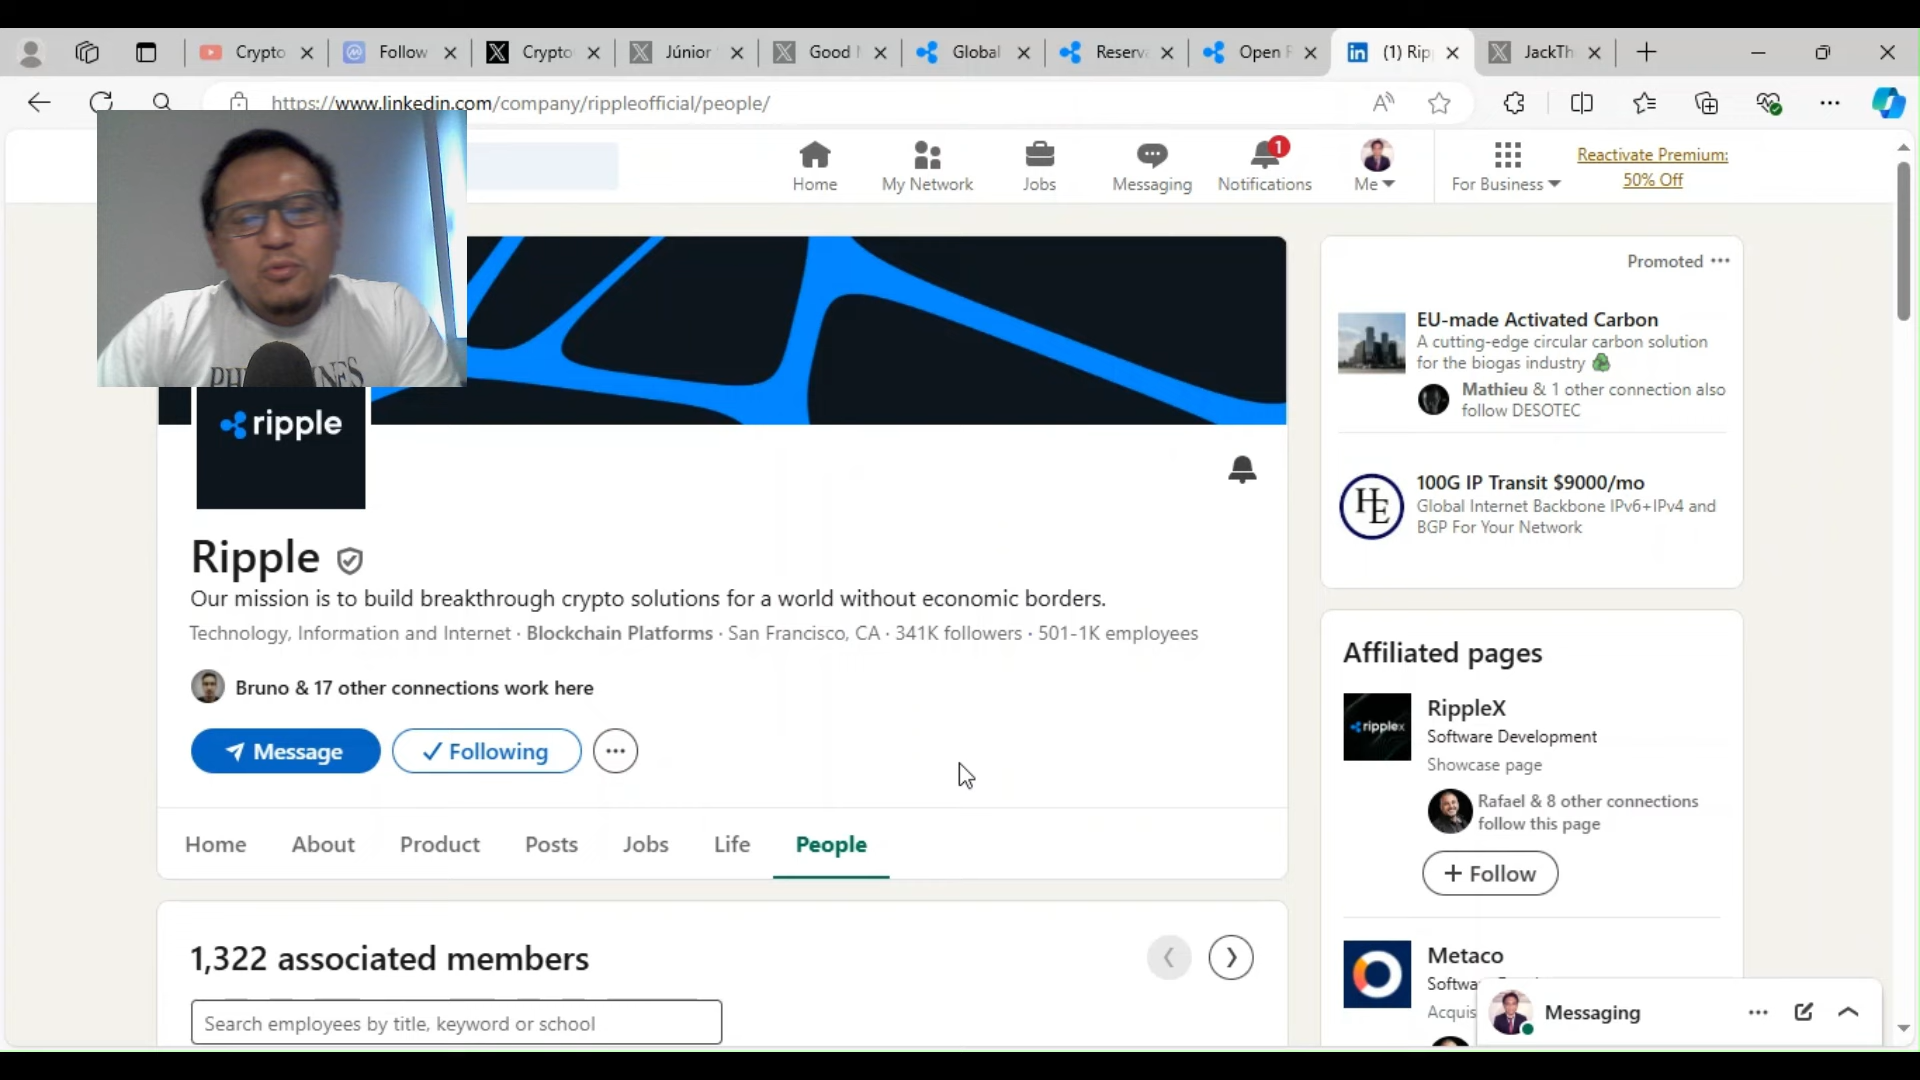 Crypto
Follow
Crypto
Júnior
Good
Global
Reserv
Open
(1) Rip
JackTh
https://www.linkedin.com/company/rippleofficial/people/
Home
My Network
Jobs
Messaging
1
Notifications
Me
For Business
Reactivate Premium:
50% Off
PHILIPPINES
ripple
Ripple
Our mission is to build breakthrough crypto solutions for a world without economic borders.
Technology, Information and Internet · Blockchain Platforms · San Francisco, CA · 341K followers · 501-1K employees
Bruno & 17 other connections work here
Message
Following
Home
About
Product
Posts
Jobs
Life
People
1,322 associated members
Search employees by title, keyword or school
Promoted
EU-made Activated Carbon
A cutting-edge circular carbon solution
for the biogas industry
Mathieu & 1 other connection also
follow DESOTEC
HE
100G IP Transit $9000/mo
Global Internet Backbone IPv6+IPv4 and
BGP For Your Network
Affiliated pages
ripplex
RippleX
Software Development
Showcase page
Rafael & 8 other connections
follow this page
+ Follow
Metaco
Softwa
Acquis
Messaging